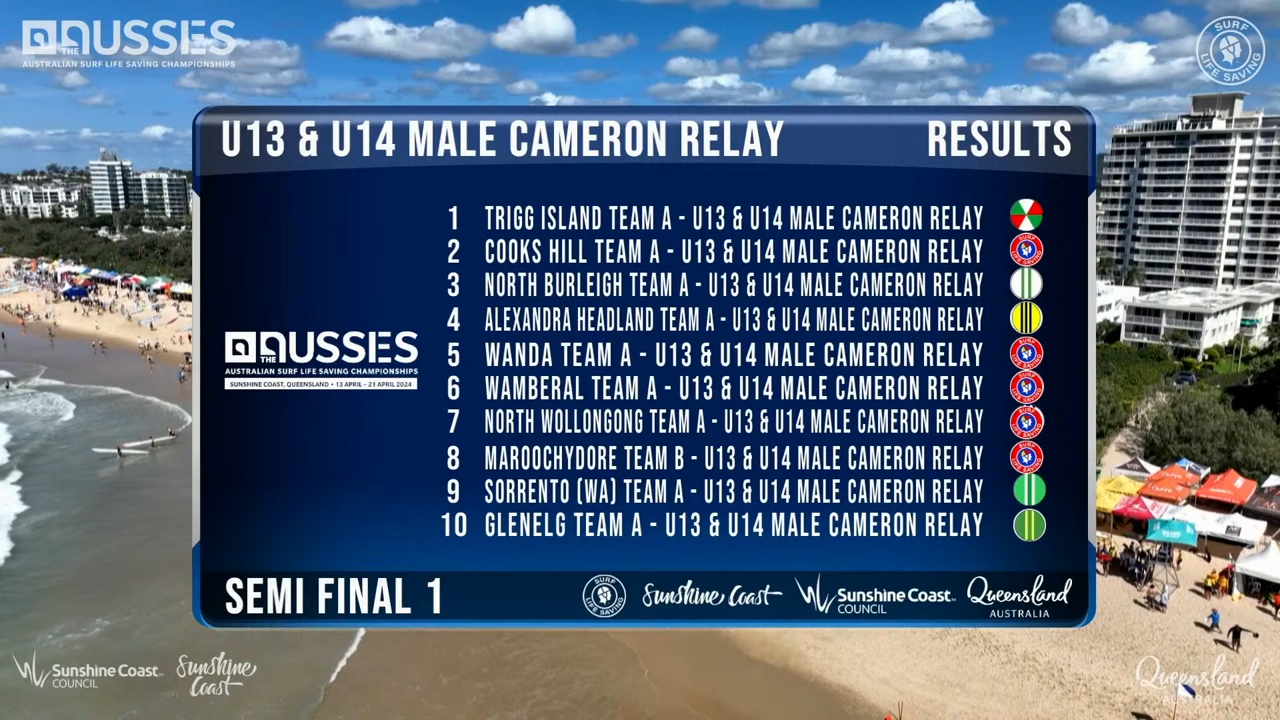 THE AUSSES
AUSTRALIAN SURF LIFE SAVING CHAMPIONSHIPS
SURF LIFE SAVING
U13 & U14 MALE CAMERON RELAY RESULTS
1 TRIGG ISLAND TEAM A - U13 & U14 MALE CAMERON RELAY
2 COOKS HILL TEAM A - U13 & U14 MALE CAMERON RELAY
3 NORTH BURLEIGH TEAM A - U13 & U14 MALE CAMERON RELAY
4 ALEXANDRA HEADLAND TEAM A - U13 & U14 MALE CAMERON RELAY
5 WANDA TEAM A - U13 & U14 MALE CAMERON RELAY
6 WAMBERAL TEAM A - U13 & U14 MALE CAMERON RELAY
7 NORTH WOLLONGONG TEAM A - U13 & U14 MALE CAMERON RELAY
8 MAROOCHYDORE TEAM B - U13 & U14 MALE CAMERON RELAY
9 SORRENTO (WA) TEAM A - U13 & U14 MALE CAMERON RELAY
10 GLENELG TEAM A - U13 & U14 MALE CAMERON RELAY
THE AUSSES
AUSTRALIAN SURF LIFE SAVING CHAMPIONSHIPS
SUNSHINE COAST, QUEENSLAND • 13 APRIL - 21 APRIL 2024
SEMI FINAL 1
SURF LIFE SAVING
Sunshine Coast
Sunshine Coast COUNCIL
Queensland
AUSTRALIA
Sunshine Coast COUNCIL
Sunshine Coast
Queensland
AUSTRALIA